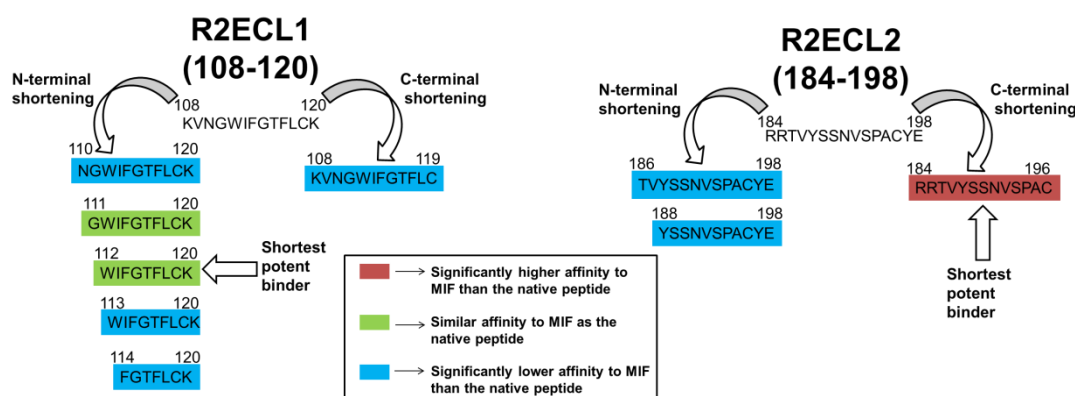 R2ECL1
(108-120)
N-terminal
shortening
C-terminal
shortening
108 120
KVNGWIFGTFLCK
110 120
NGWIFGTFLCK
108 119
KVNGWIFGTFLC
111 120
GWIFGTFLCK
112 120
WIFGTFLCK
Shortest
potent
binder
113 120
WIFGTFLCK
114 120
FGTFLCK
R2ECL2
(184-198)
N-terminal
shortening
C-terminal
shortening
184 198
RRTVYSSNVSPACYE
186 198
TVYSSNVSPACYE
184 196
RRTVYSSNVSPAC
188 198
YSSNVSPACYE
Shortest
potent
binder
Significantly higher affinity to
MIF than the native peptide
Similar affinity to MIF as the
native peptide
Significantly lower affinity to MIF
than the native peptide